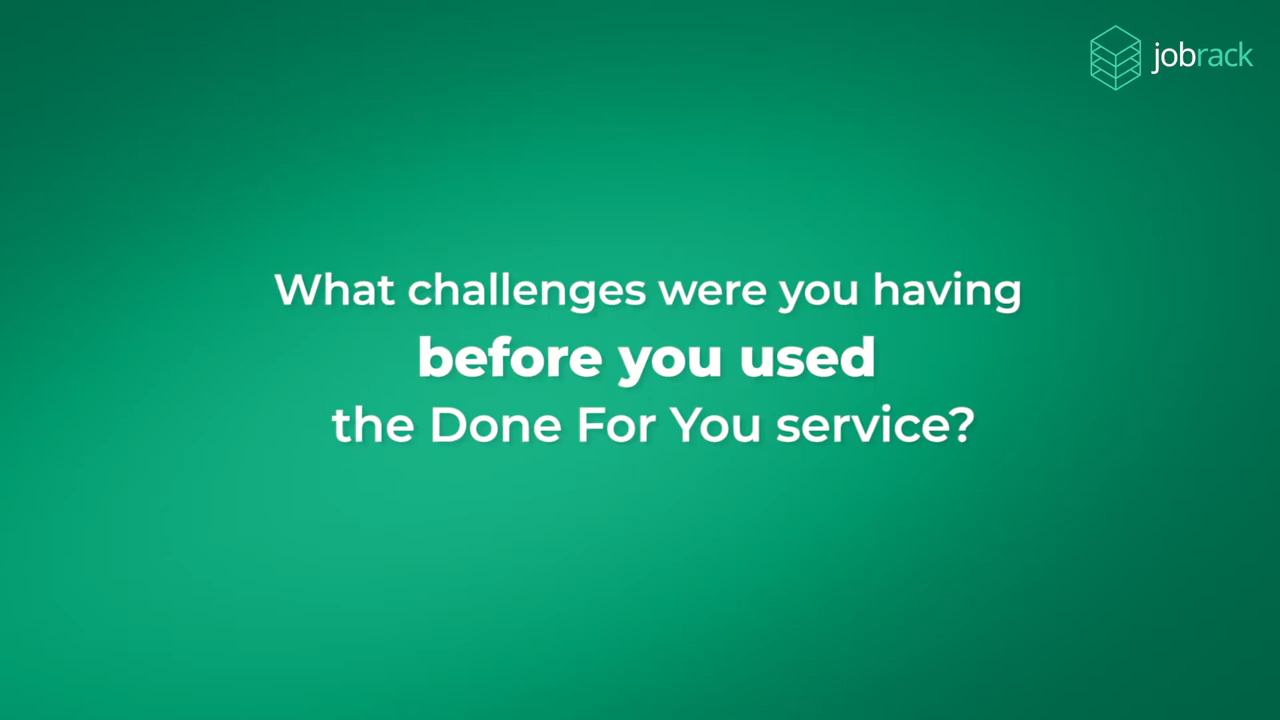 jobrack
What challenges were you having
before you used
the Done For You service?